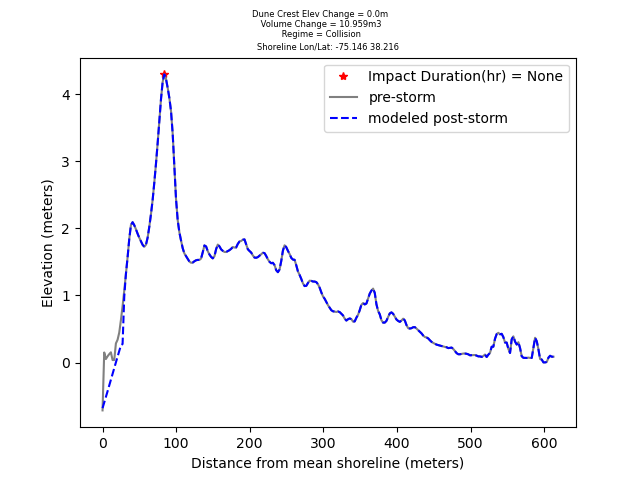 Dune Crest Elev Change = 0.0m
Volume Change = 10.959m3
Regime = Collision
Shoreline Lon/Lat: -75.146 38.216
Impact Duration(hr) = None
pre-storm
modeled post-storm
Elevation (meters)
4
3
2
1
0
0 100 200 300 400 500 600
Distance from mean shoreline (meters)